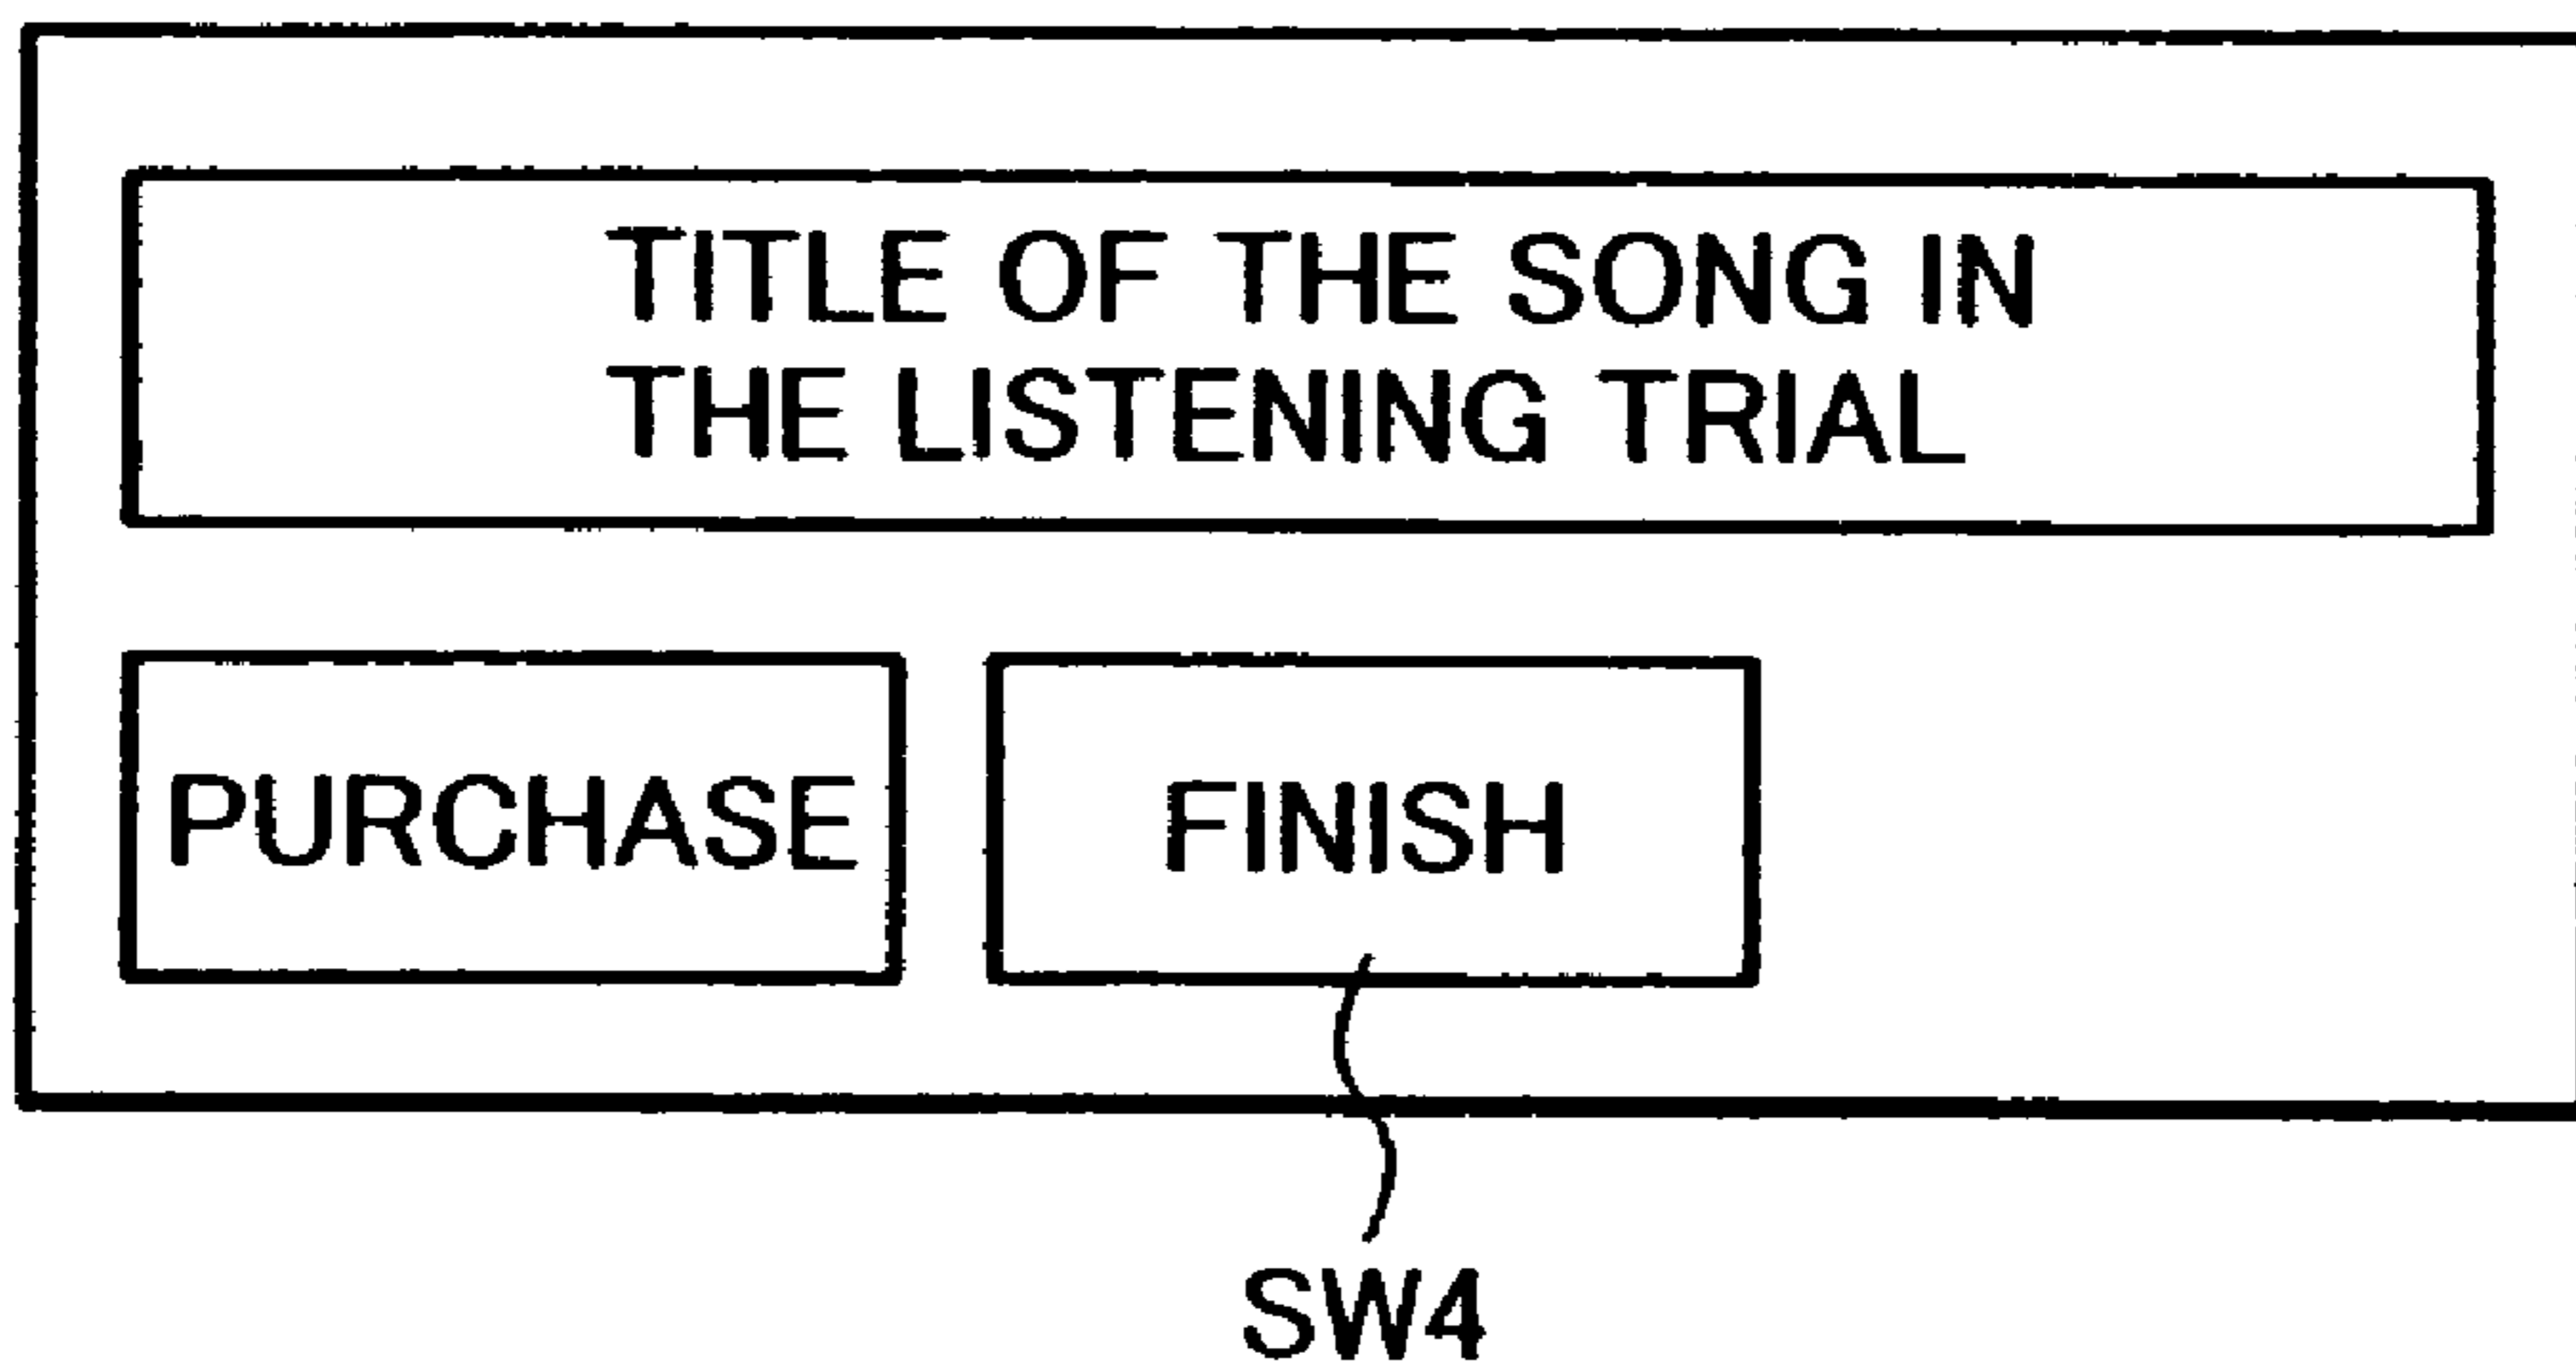 TITLE OF THE SONG IN
THE LISTENING TRIAL
PURCHASE
FINISH
SW4